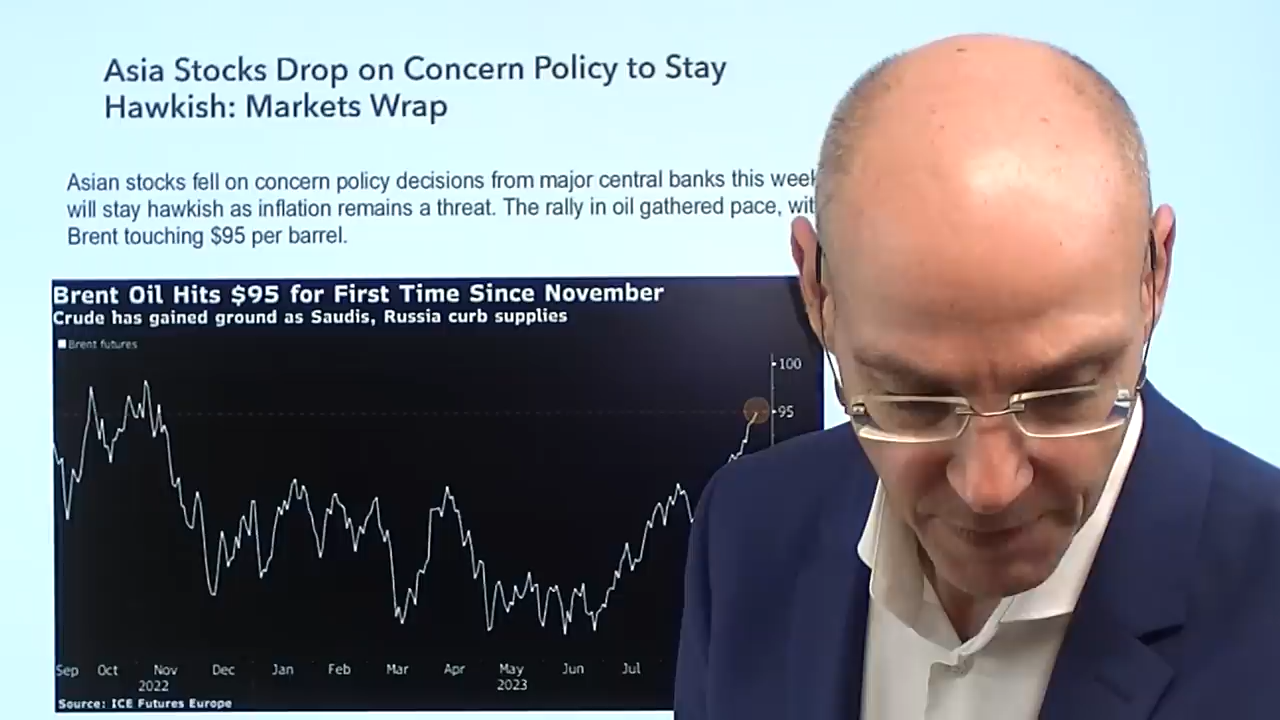 Asia Stocks Drop on Concern Policy to Stay
Hawkish: Markets Wrap
Asian stocks fell on concern policy decisions from major central banks this
will stay hawkish as inflation remains a threat. The rally in oil gathered pace,
Brent touching $95 per barrel.
Brent Oil Hits $95 for First Time Since November
Crude has gained ground as Saudis, Russia curb supplies
Brent futures
100
95
Sep Oct Nov Dec Jan Feb Mar Apr May Jun Jul
2022 2023
Source: ICE Futures Europe